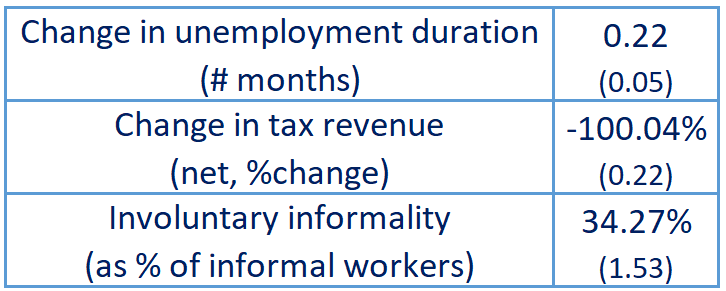 Change in unemployment duration 0.22
(# months) (0.05)
Change in tax revenue -100.04%
(net, %change) (0.22)
Involuntary informality 34.27%
(as % of informal workers) (1.53)